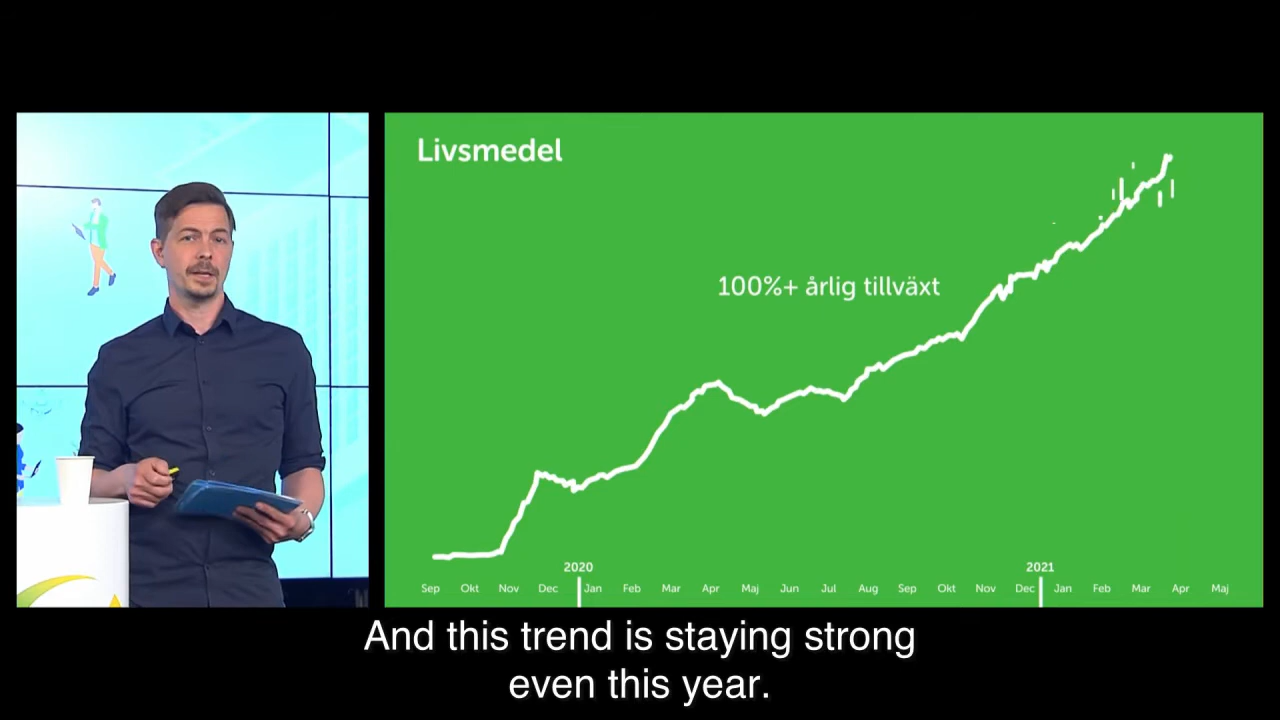 Livsmedel
100%+ årlig tillväxt
2020 2021
Sep Okt Nov Dec Jan Feb Mar Apr Maj Jun Jul Aug Sep Okt Nov Dec Jan Feb Mar Apr Maj
And this trend is staying strong
even this year.